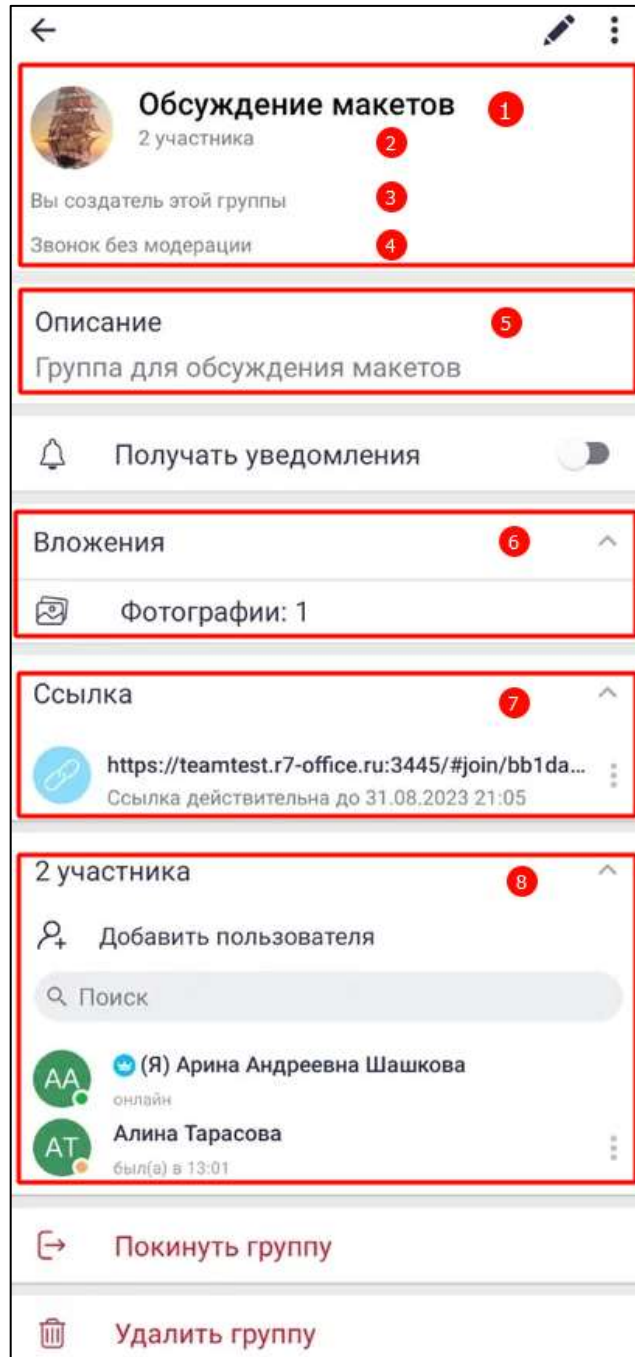 Обсуждение макетов 1
2 участника 2
Вы создатель этой группы 3
Звонок без модерации 4
Описание 5
Группа для обсуждения макетов
Получать уведомления
Вложения 6
Фотографии: 1
Ссылка 7
https://teamtest.r7-office.ru:3445/#join/bb1da...
Ссылка действительна до 31.08.2023 21:05
2 участника 8
Добавить пользователя
Поиск
АА (Я) Арина Андреевна Шашкова
онлайн
АТ Алина Тарасова
был(а) в 13:01
Покинуть группу
Удалить группу